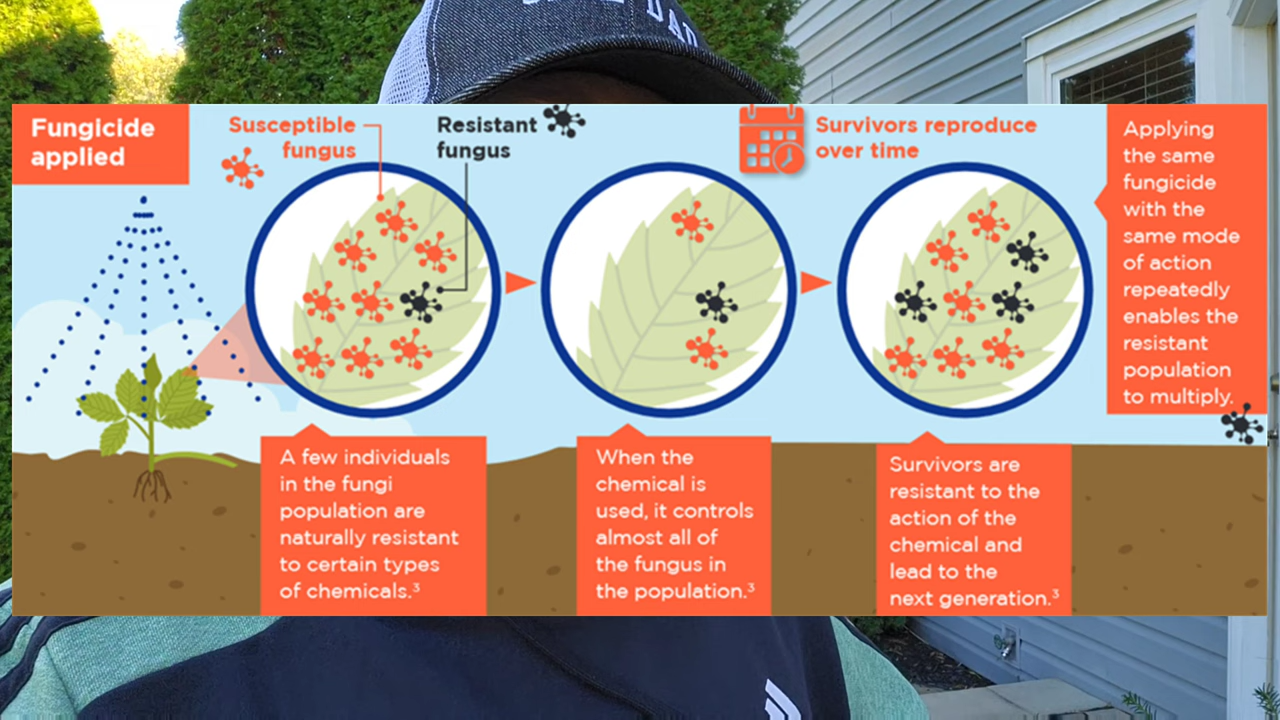 DAD
Fungicide
applied
Susceptible
fungus
Resistant
fungus
Survivors reproduce
over time
Applying
the same
fungicide
with the
same mode
of action
repeatedly
enables the
resistant
population
to multiply.
A few individuals
in the fungi
population are
naturally resistant
to certain types
of chemicals.³
When the
chemical is
used, it controls
almost all of
the fungus in
the population.³
Survivors are
resistant to the
action of the
chemical and
lead to the
next generation.³